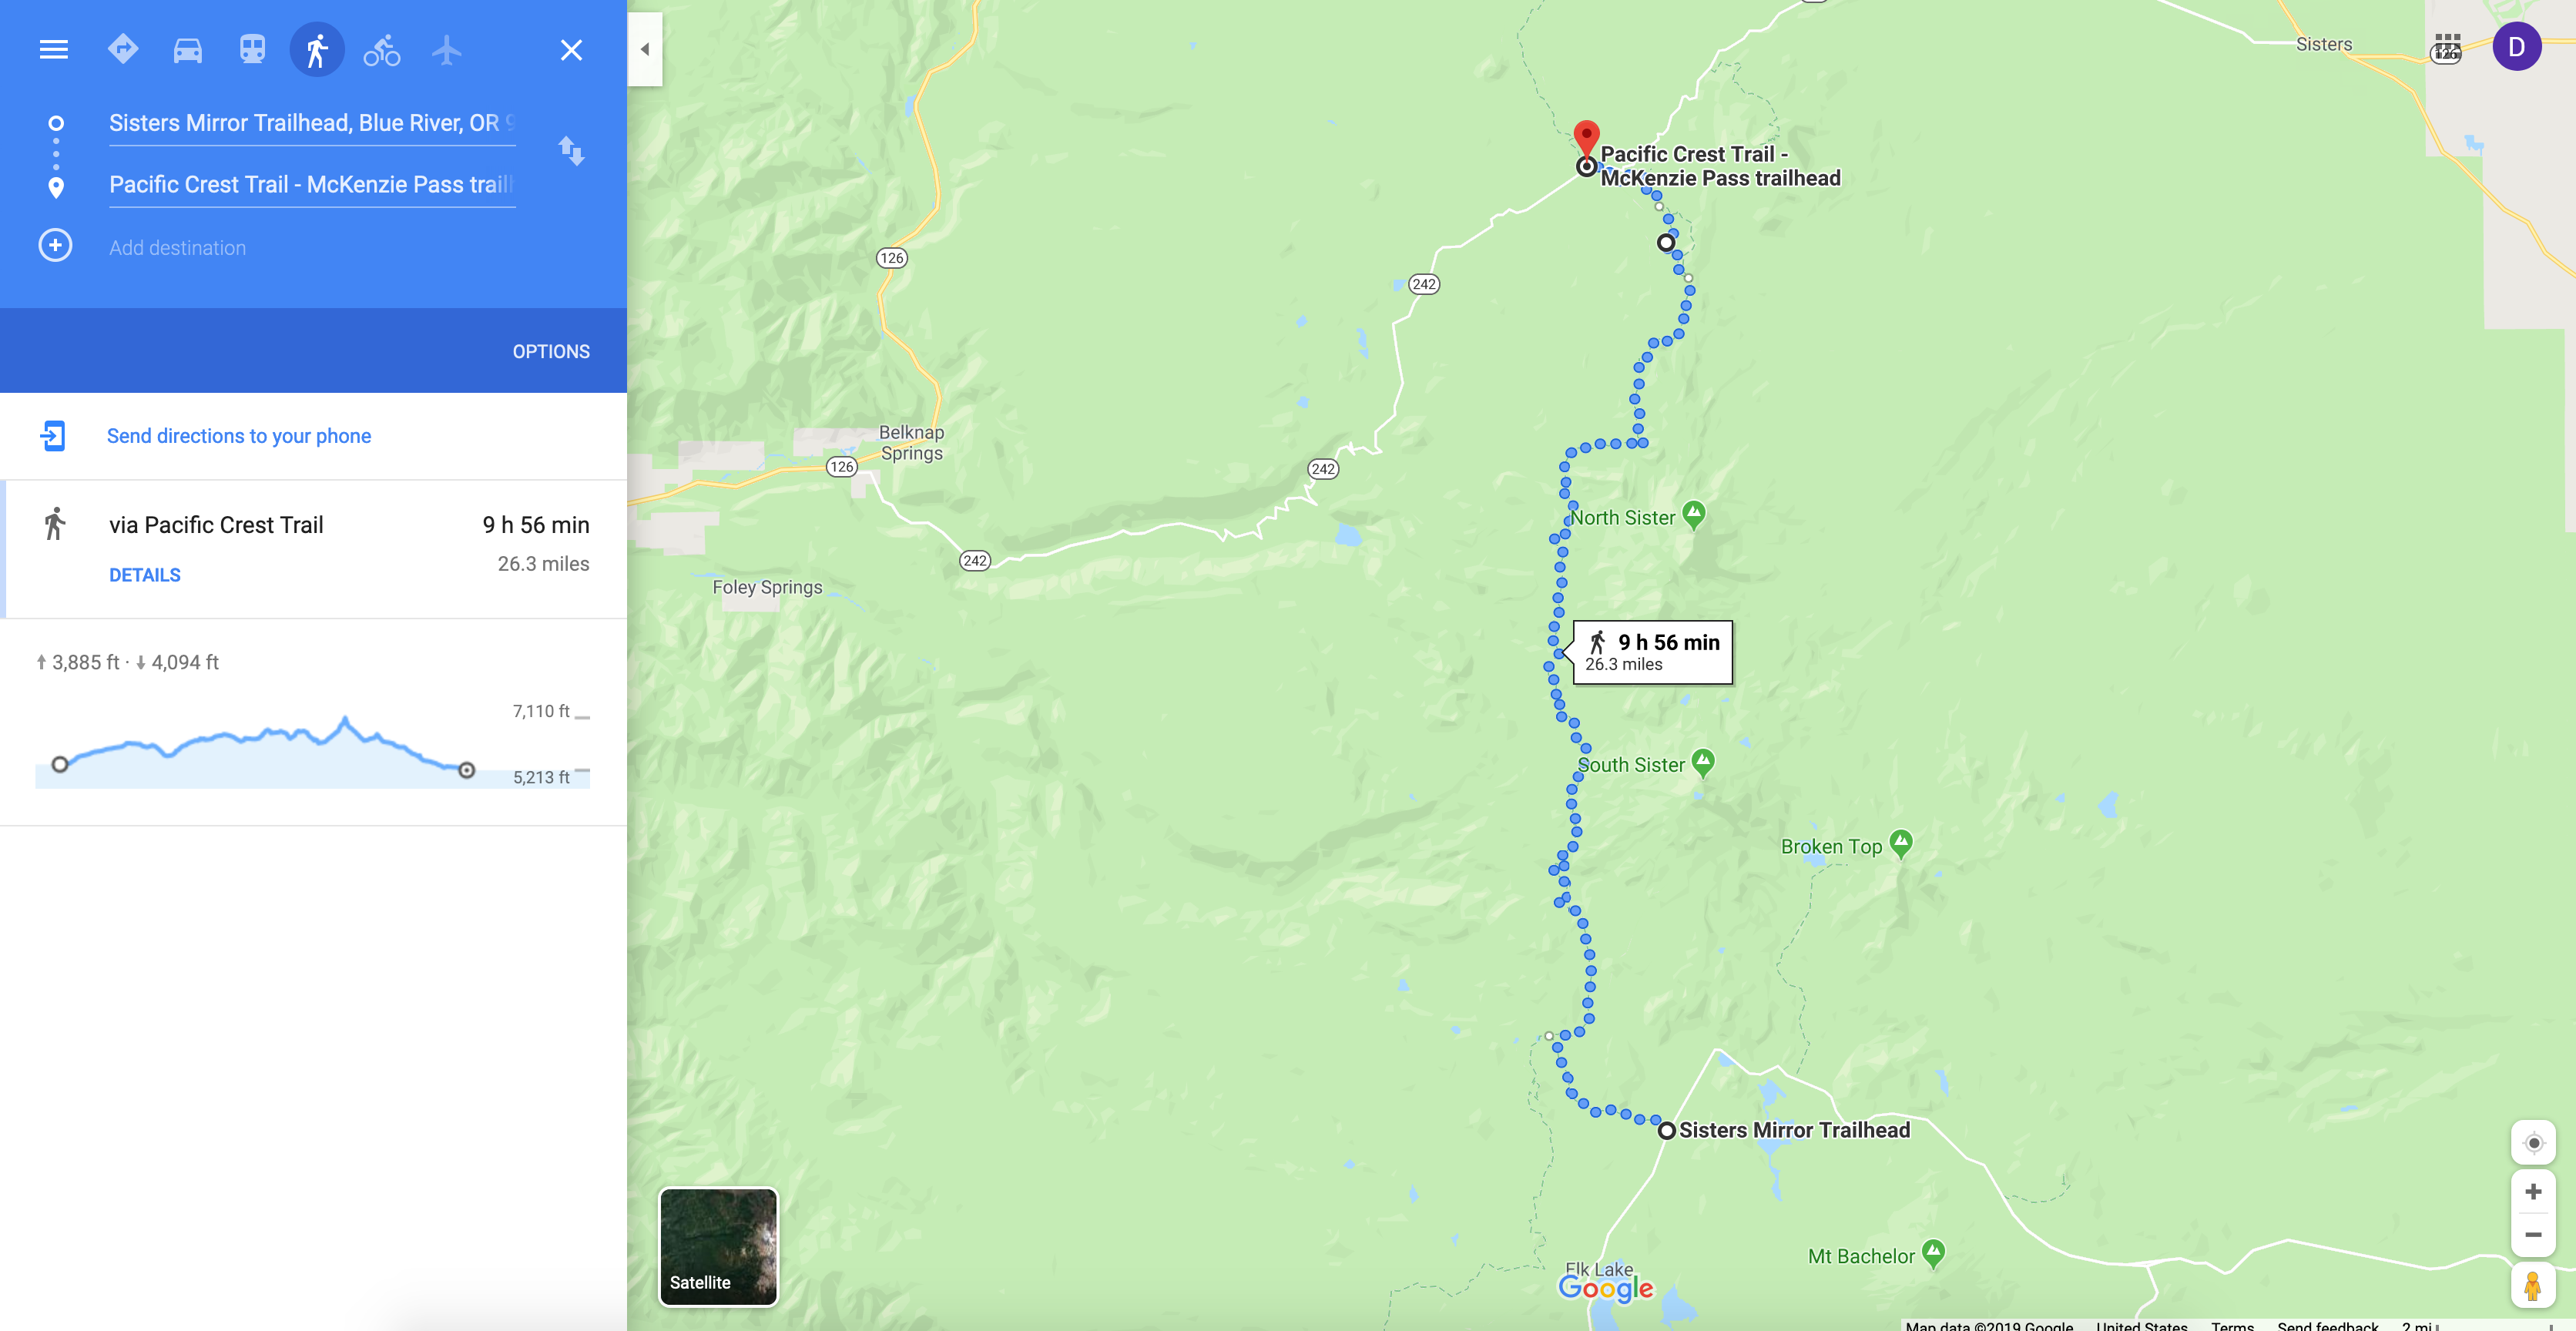 Sisters Mirror Trailhead, Blue River, OR 9
Pacific Crest Trail - McKenzie Pass trail
Add destination
OPTIONS
Send directions to your phone
via Pacific Crest Trail
9 h 56 min
26.3 miles
DETAILS
3,885 ft · 4,094 ft
7,110 ft
5,213 ft
Sisters
126
D
Pacific Crest Trail -
McKenzie Pass trailhead
126
242
Belknap
Springs
126
242
242
Foley Springs
North Sister
9 h 56 min
26.3 miles
South Sister
Broken Top
Sisters Mirror Trailhead
Mt Bachelor
Elk Lake
Google
Satellite
Map data ©2019 Google
United States
Terms
Send feedback
2 mi